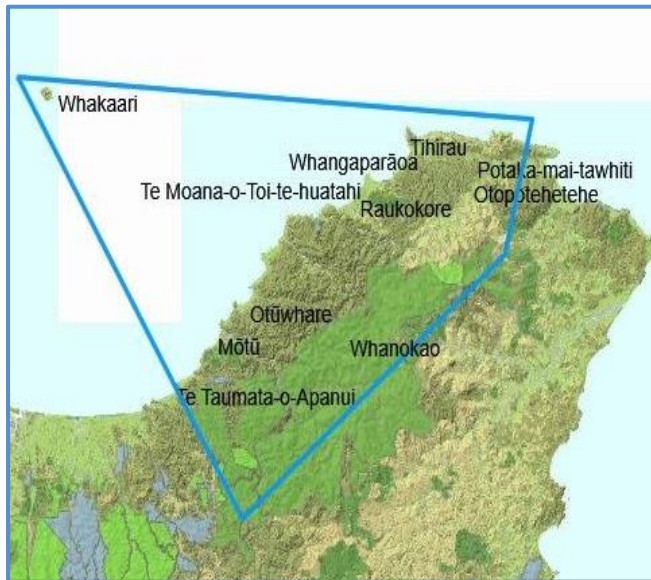 Whakaari
Tihirau
Whangaparāoa
Potaka-mai-tawhiti
Te Moana-o-Toi-te-huatahi
Otopotehetehe
Raukokore
Otūwhare
Mōtū
Whanokao
Te Taumata-o-Apanui